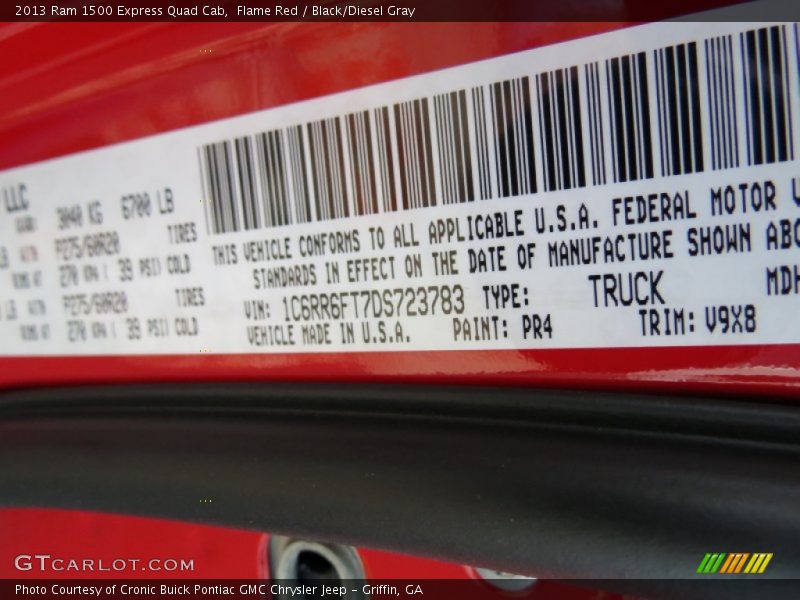 2013 Ram 1500 Express Quad Cab,  Flame Red / Black/Diesel Gray
LLC
3040 KG 6700 LB
P275/60R20 TIRES
270 KPA ( 39 PSI) COLD
P275/60R20 TIRES
270 KPA ( 39 PSI) COLD
THIS VEHICLE CONFORMS TO ALL APPLICABLE U.S.A. FEDERAL MOTOR V
STANDARDS IN EFFECT ON THE DATE OF MANUFACTURE SHOWN ABO
VIN: 1C6RR6FT7DS723783 TYPE: TRUCK MDH
VEHICLE MADE IN U.S.A. PAINT: PR4 TRIM: V9X8
GTCARLOT.COM
Photo Courtesy of Cronic Buick Pontiac GMC Chrysler Jeep – Griffin, GA